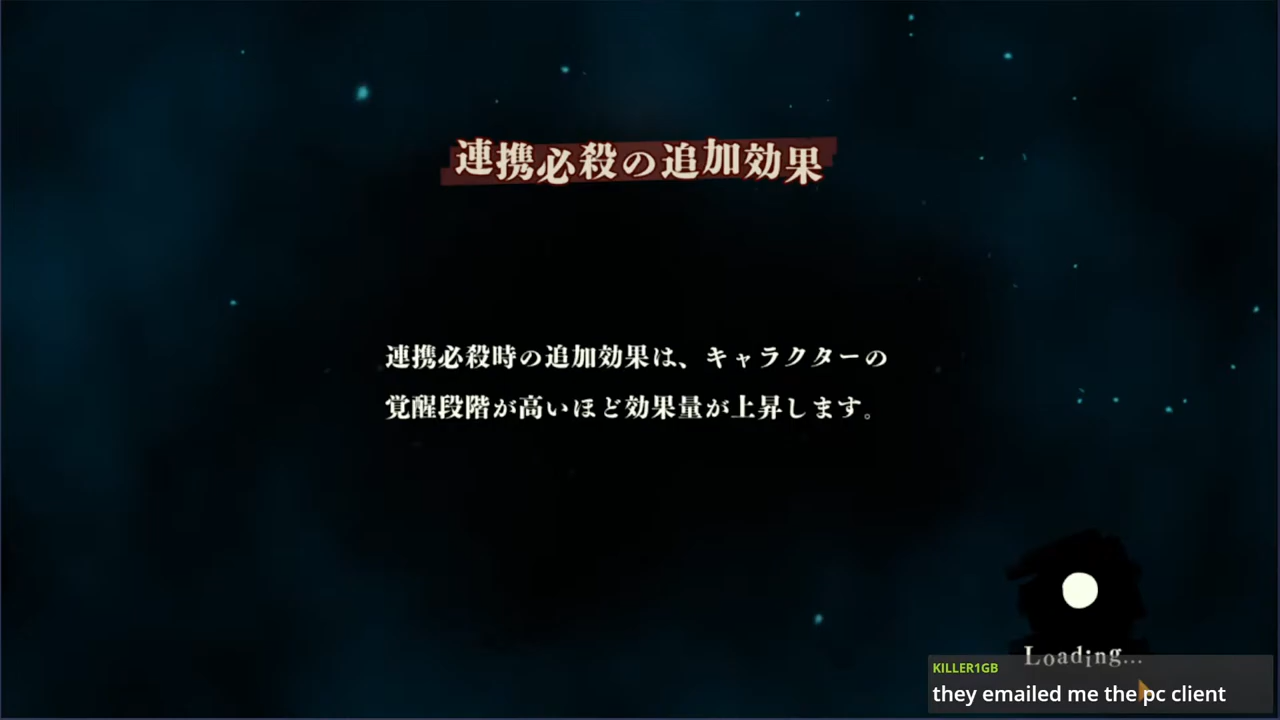 連携必殺の追加効果
連携必殺時の追加効果は、キャラクターの
覚醒段階が高いほど効果量が上昇します。
Loading...
KILLER1GB
they emailed me the pc client